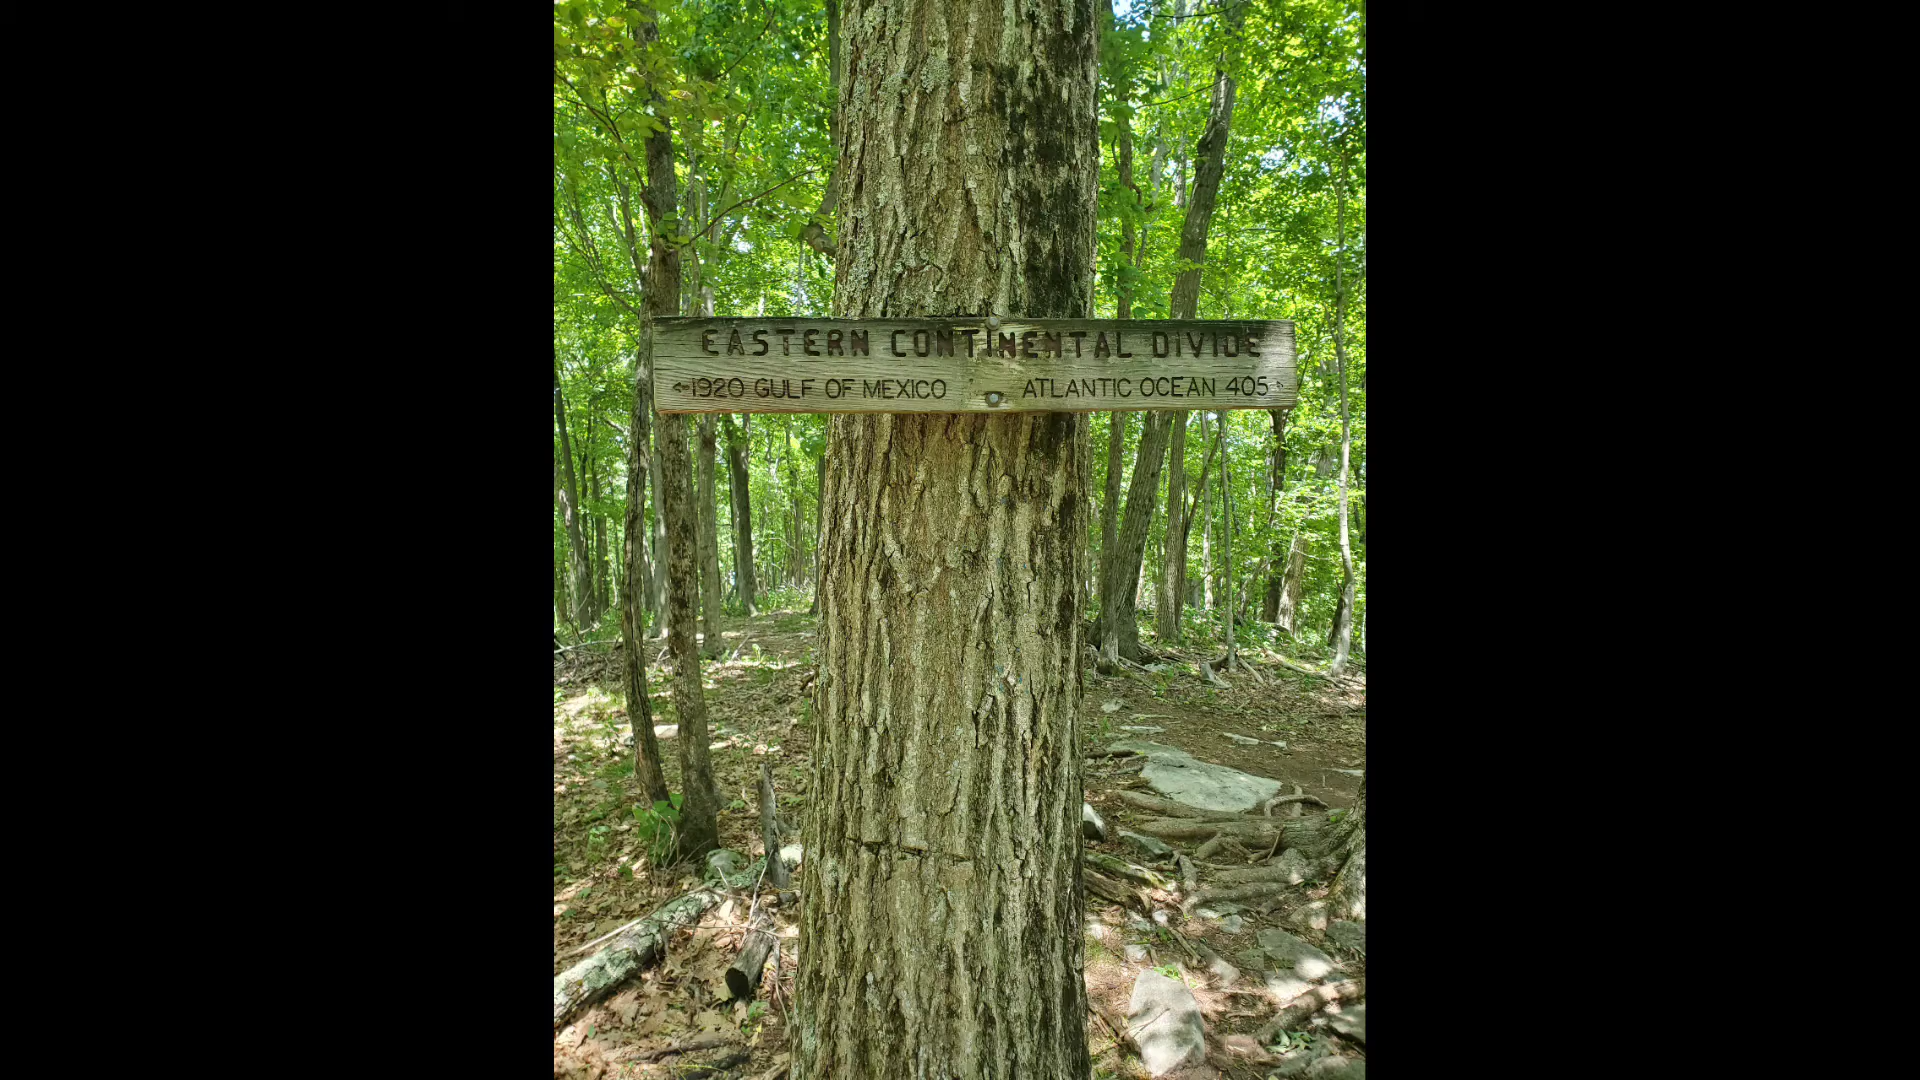 EASTERN CONTINENTAL DIVIDE
←1920 GULF OF MEXICO ATLANTIC OCEAN 405→